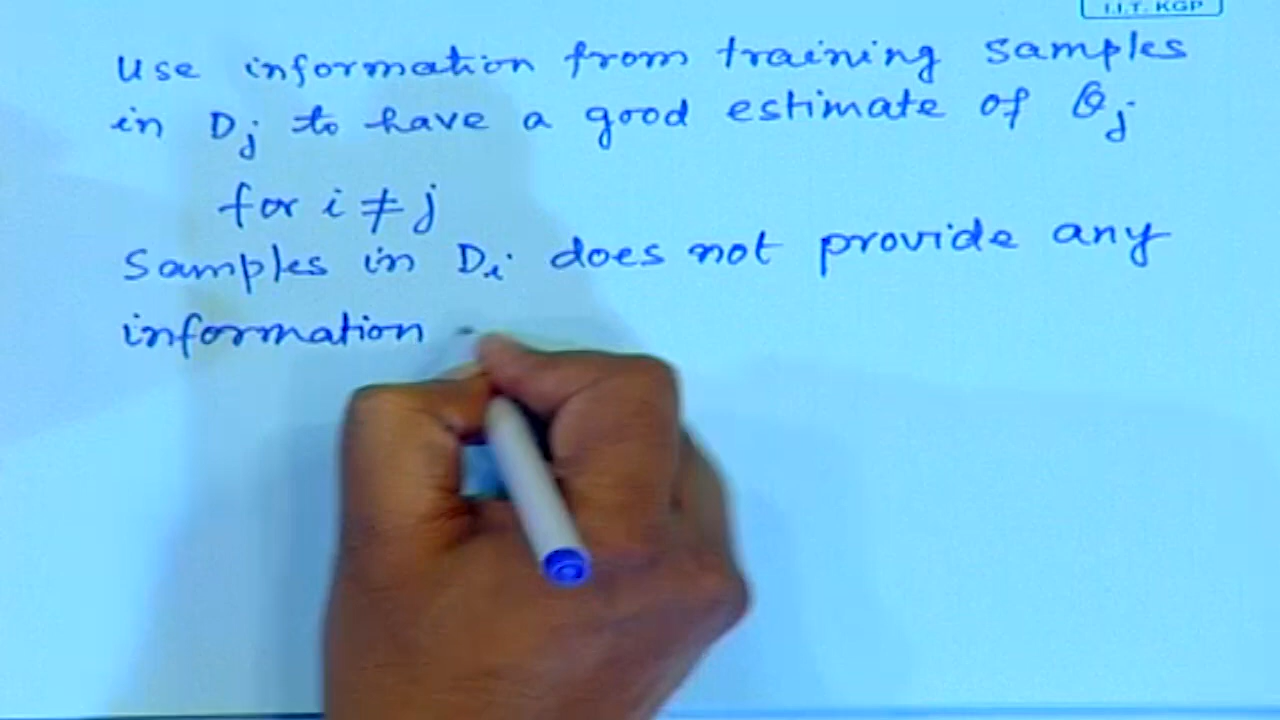 I.I.T. KGP
Use information from training samples
in Dj to have a good estimate of θj
for i ≠ j
Samples in Di does not provide any
information